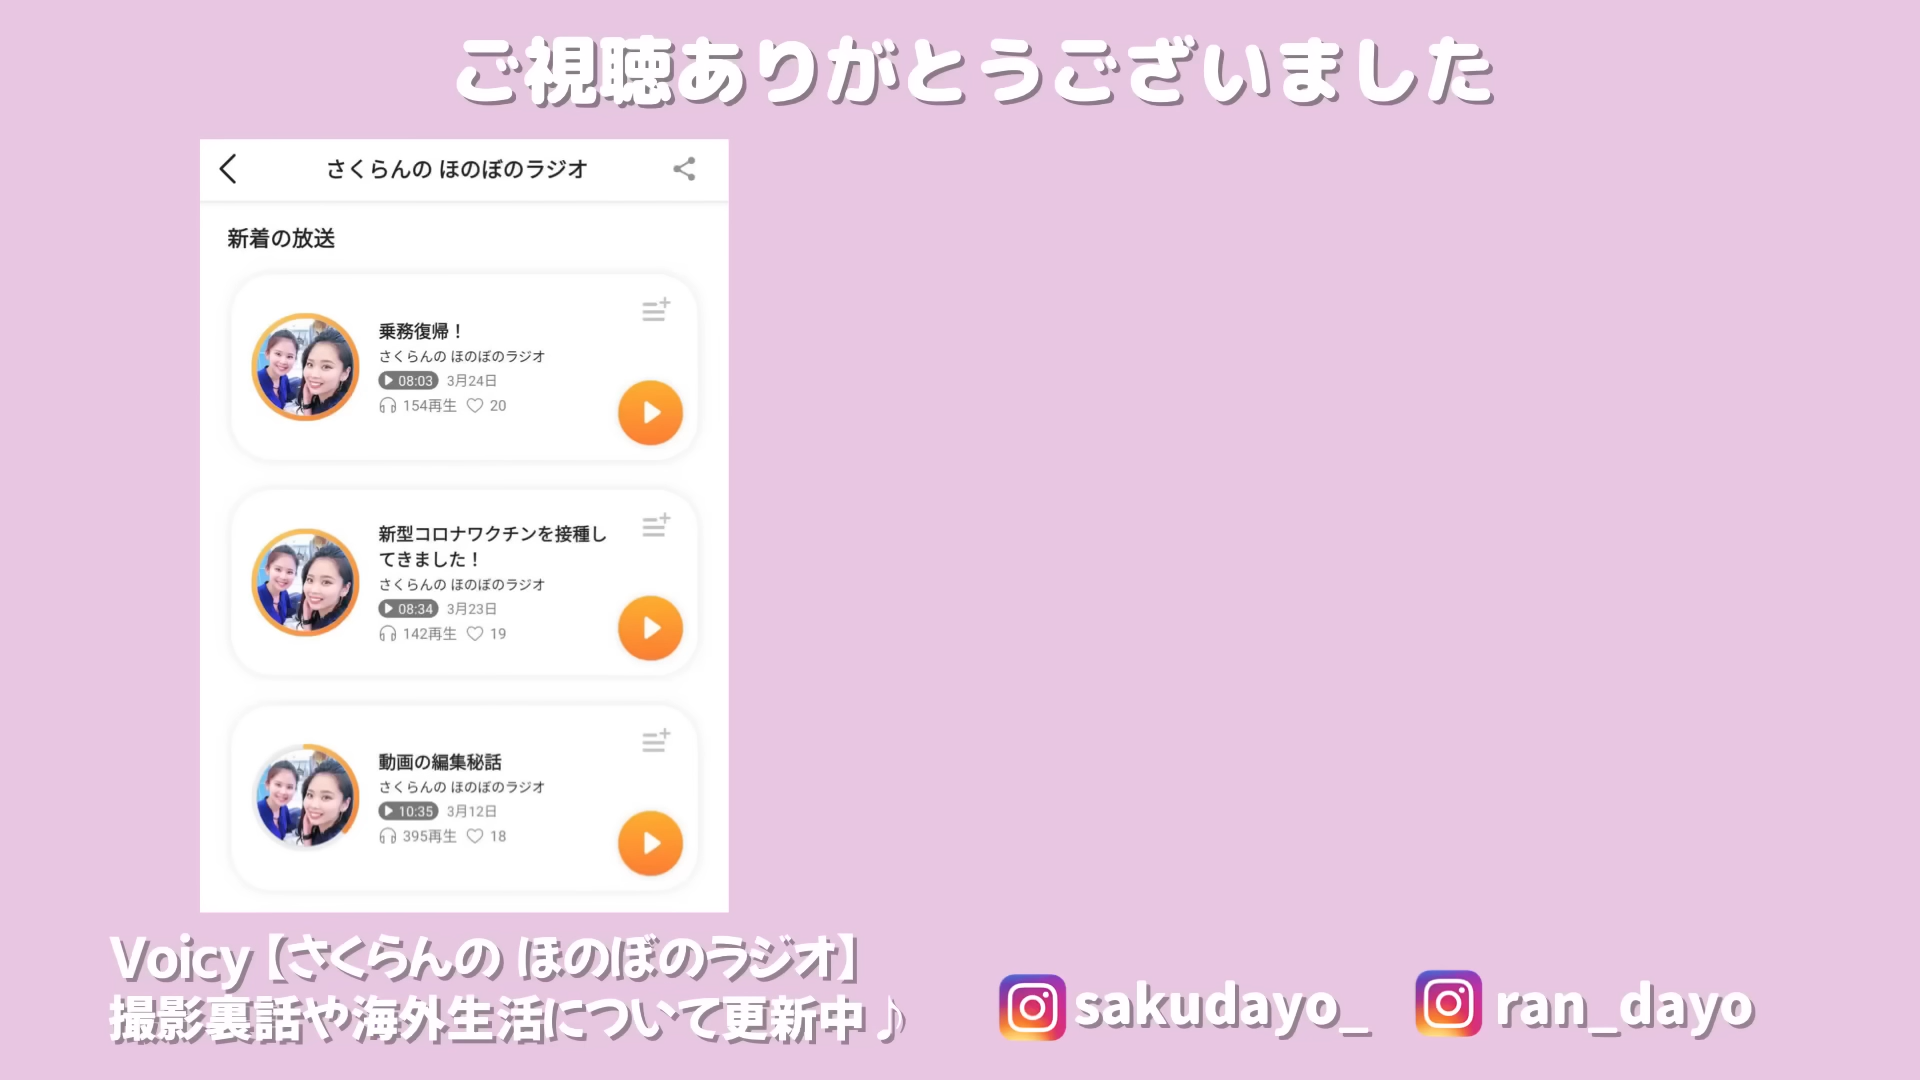 ご視聴ありがとうございました
さくらんの ほのぼのラジオ
新着の放送
乗務復帰！
さくらんの ほのぼのラジオ
08:03 3月24日
154再生 20
新型コロナワクチンを接種し
てきました！
さくらんの ほのぼのラジオ
08:34 3月23日
142再生 19
動画の編集秘話
さくらんの ほのぼのラジオ
10:35 3月12日
395再生 18
Voicy【さくらんの ほのぼのラジオ】
撮影裏話や海外生活について更新中♪
sakudayo_ ran_dayo